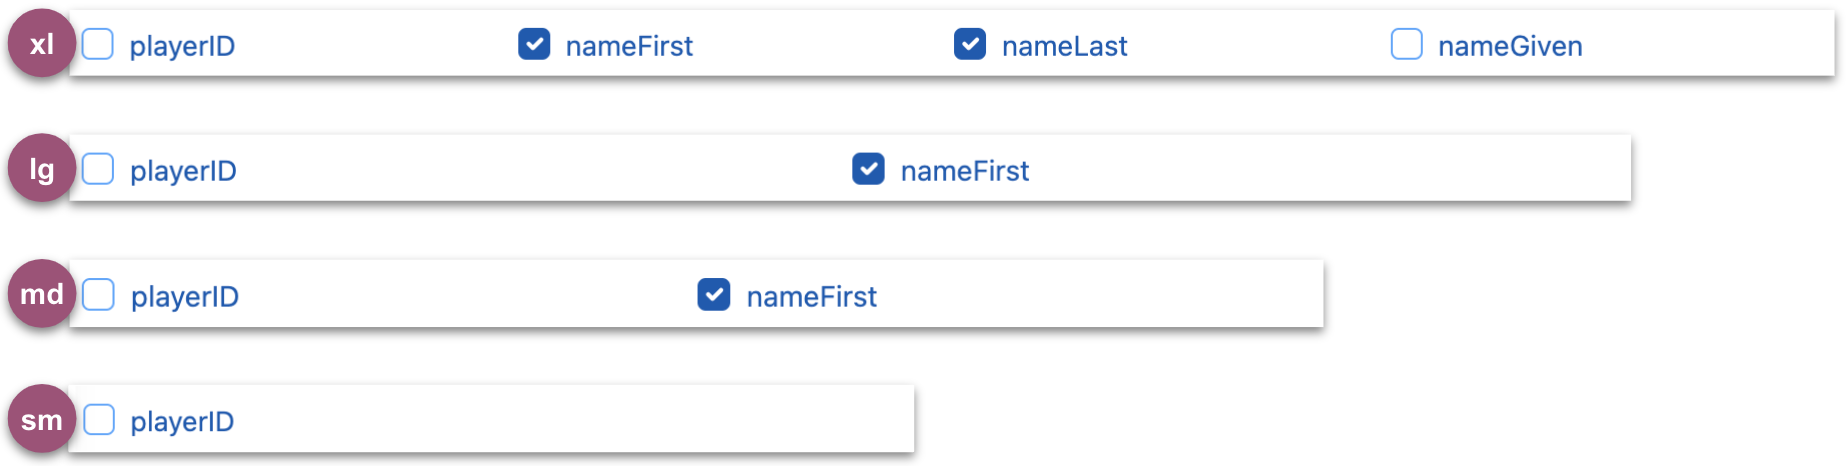 xl playerID nameFirst nameLast nameGiven
lg playerID nameFirst
md playerID nameFirst
sm playerID